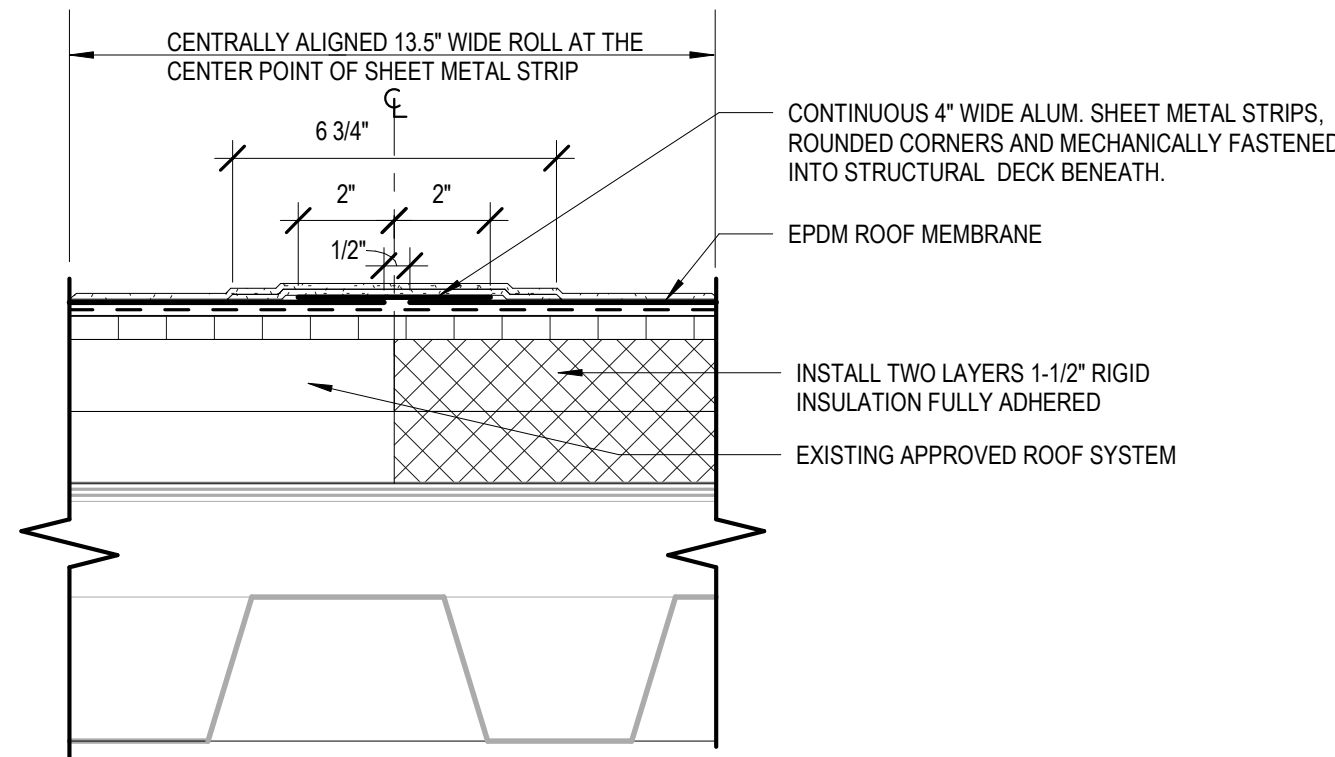 CENTRALLY ALIGNED 13.5" WIDE ROLL AT THE
CENTER POINT OF SHEET METAL STRIP
℄
6 3/4"
2" 2"
1/2"
CONTINUOUS 4" WIDE ALUM. SHEET METAL STRIPS,
ROUNDED CORNERS AND MECHANICALLY FASTENED
INTO STRUCTURAL DECK BENEATH.
EPDM ROOF MEMBRANE
INSTALL TWO LAYERS 1-1/2" RIGID
INSULATION FULLY ADHERED
EXISTING APPROVED ROOF SYSTEM